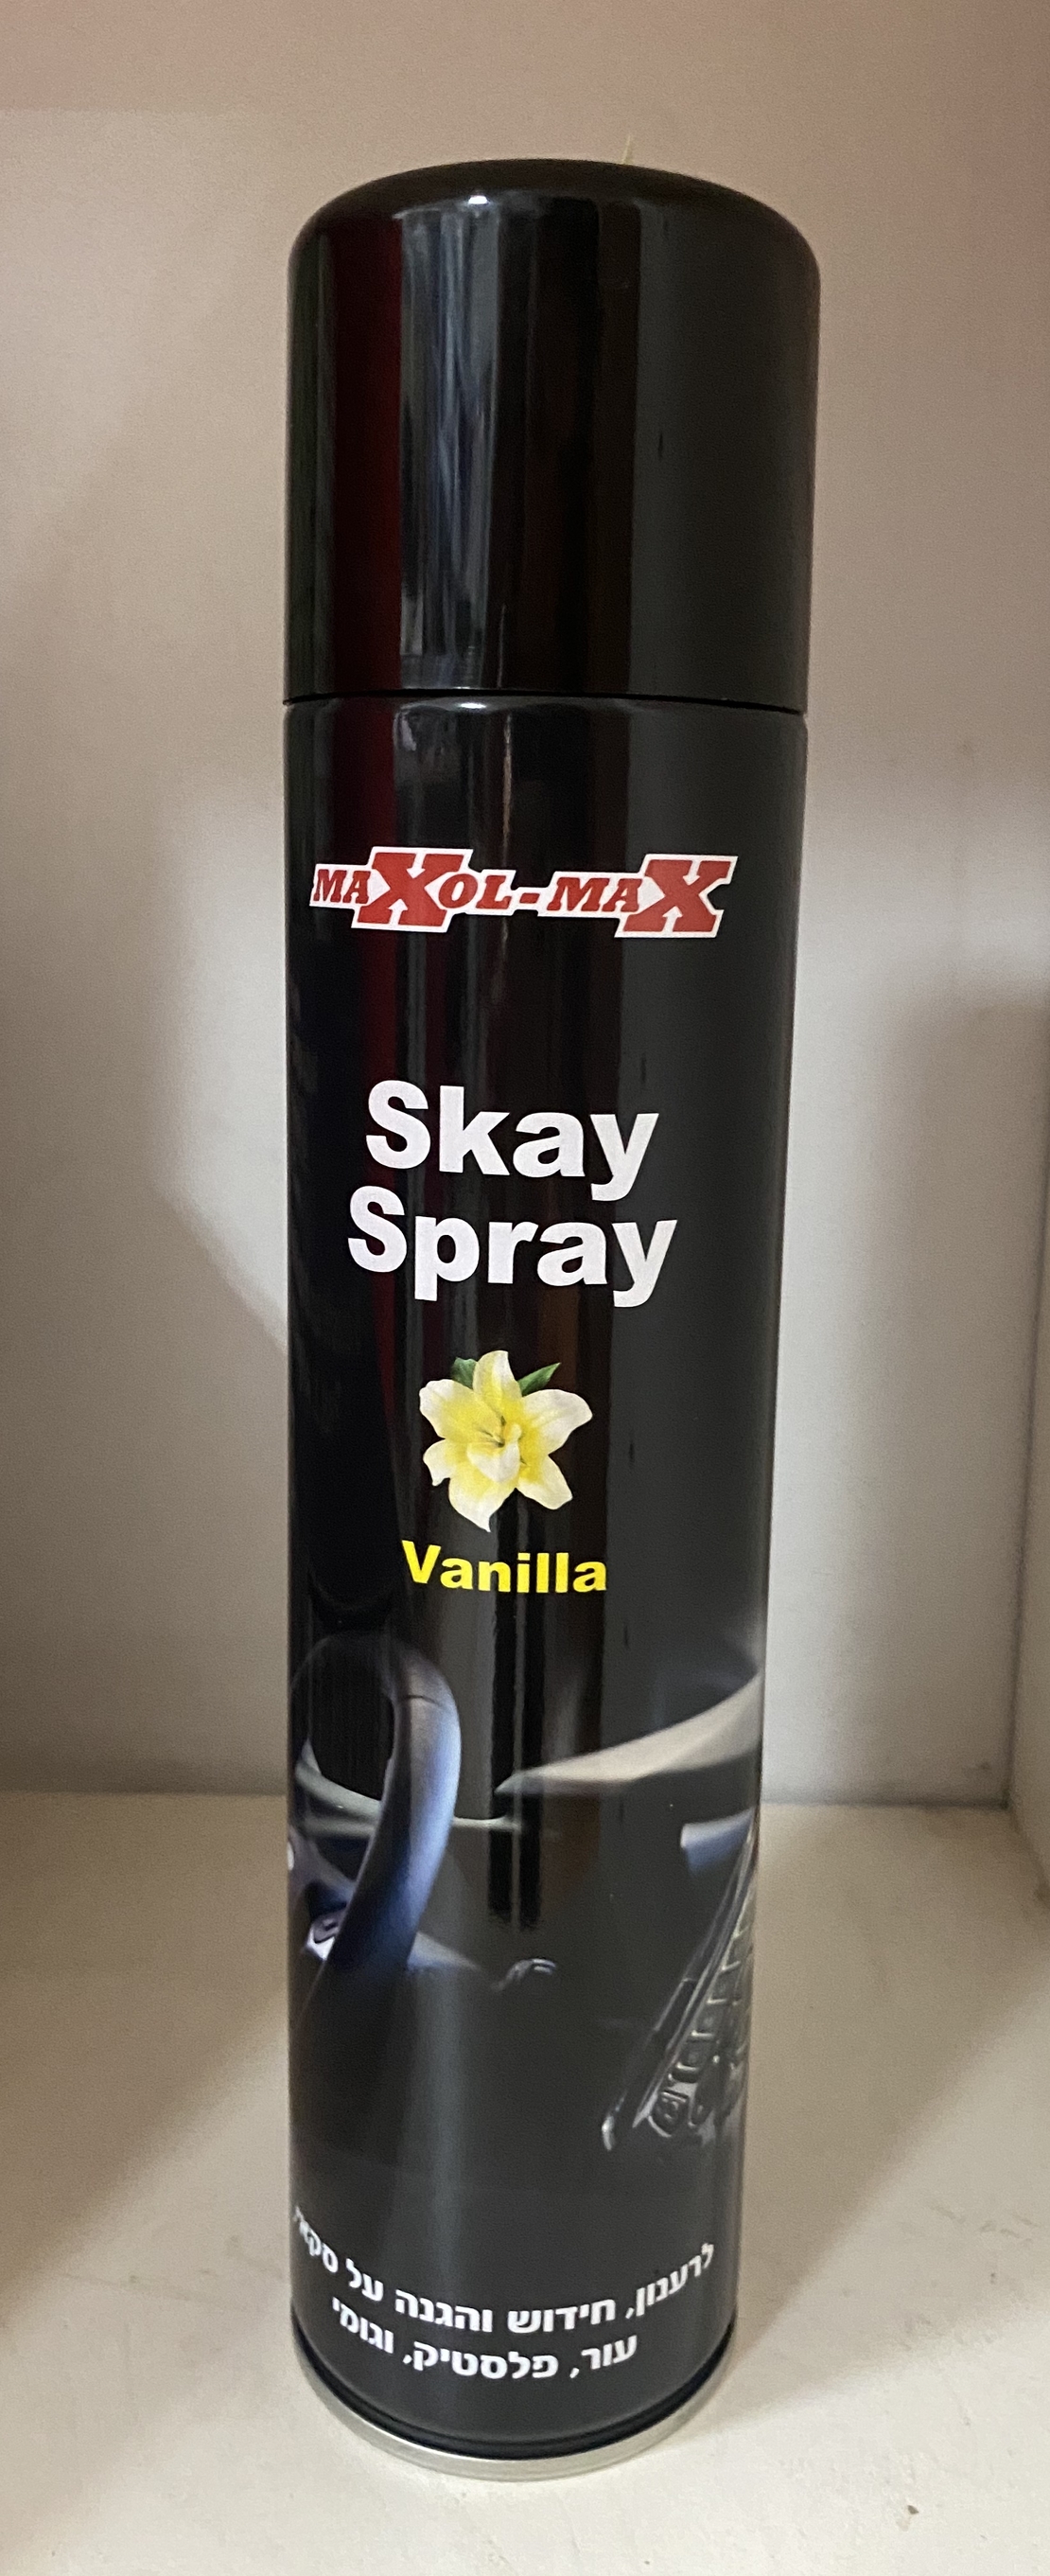 MAXOL-MAX
Skay
Spray
Vanilla
לרענון, חידוש והגנה על סקאי,
עור, פלסטיק, וגומי